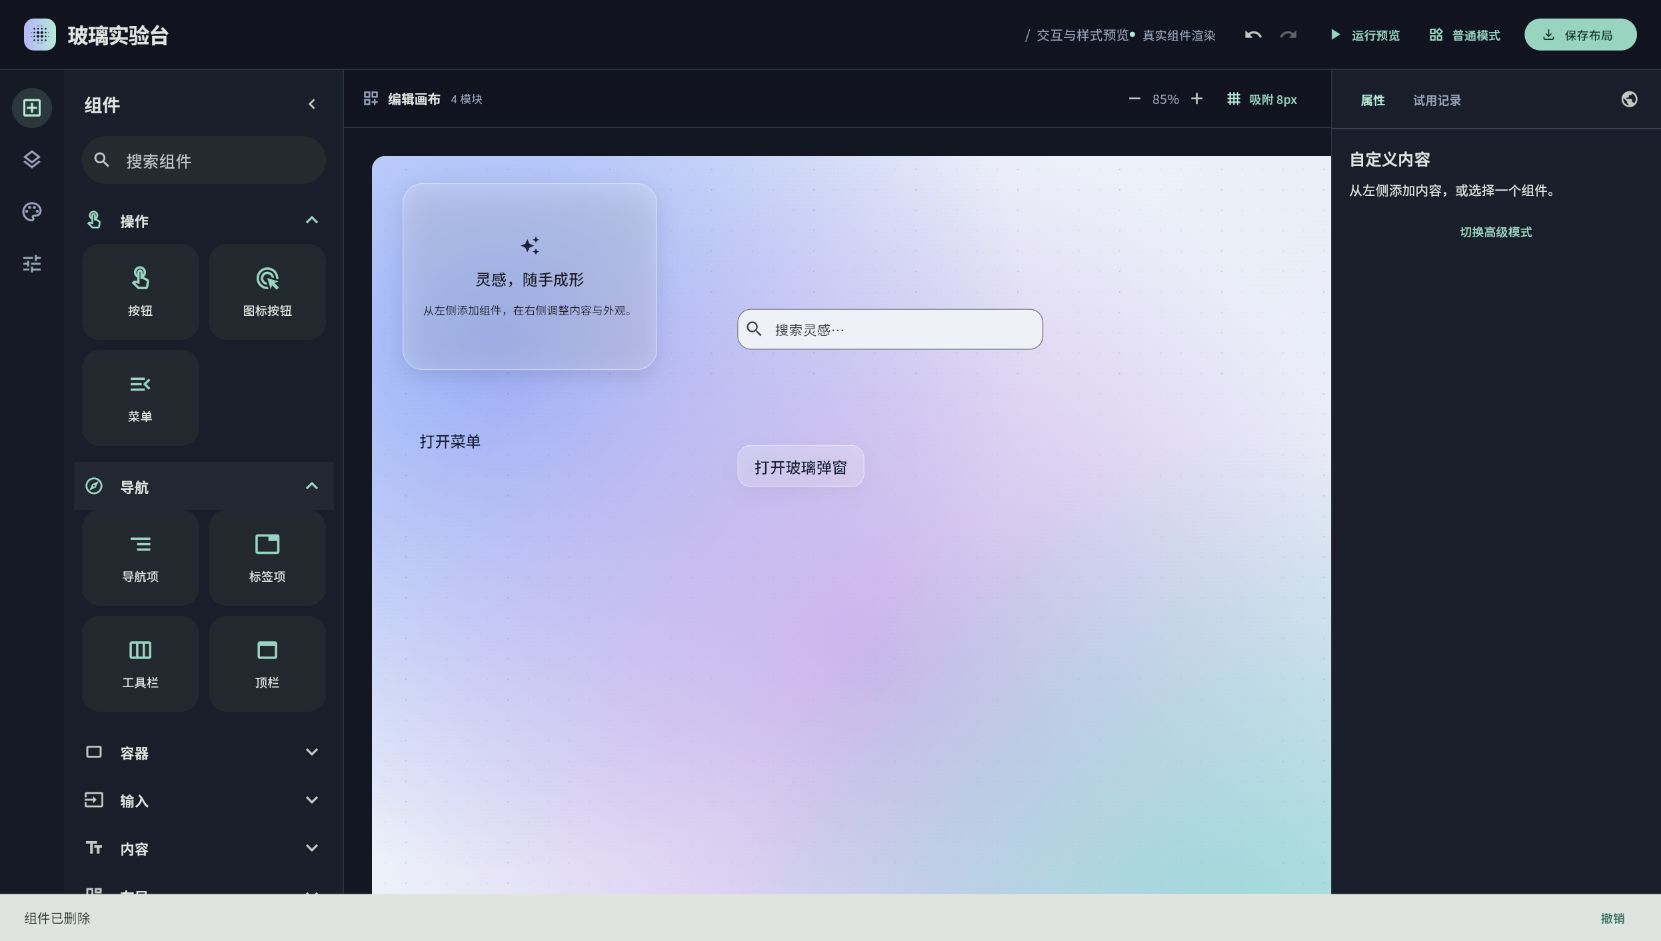 玻璃实验台
/ 交互与样式预览• 真实组件渲染
运行预览
普通模式
保存布局
组件
编辑画布 4 模块
85%
吸附 8px
属性
试用记录
搜索组件
自定义内容
从左侧添加内容，或选择一个组件。
切换高级模式
操作
按钮
图标按钮
菜单
导航
导航项
标签项
工具栏
顶栏
容器
输入
内容
灵感，随手成形
从左侧添加组件，在右侧调整内容与外观。
搜索灵感…
打开菜单
打开玻璃弹窗
组件已删除
撤销